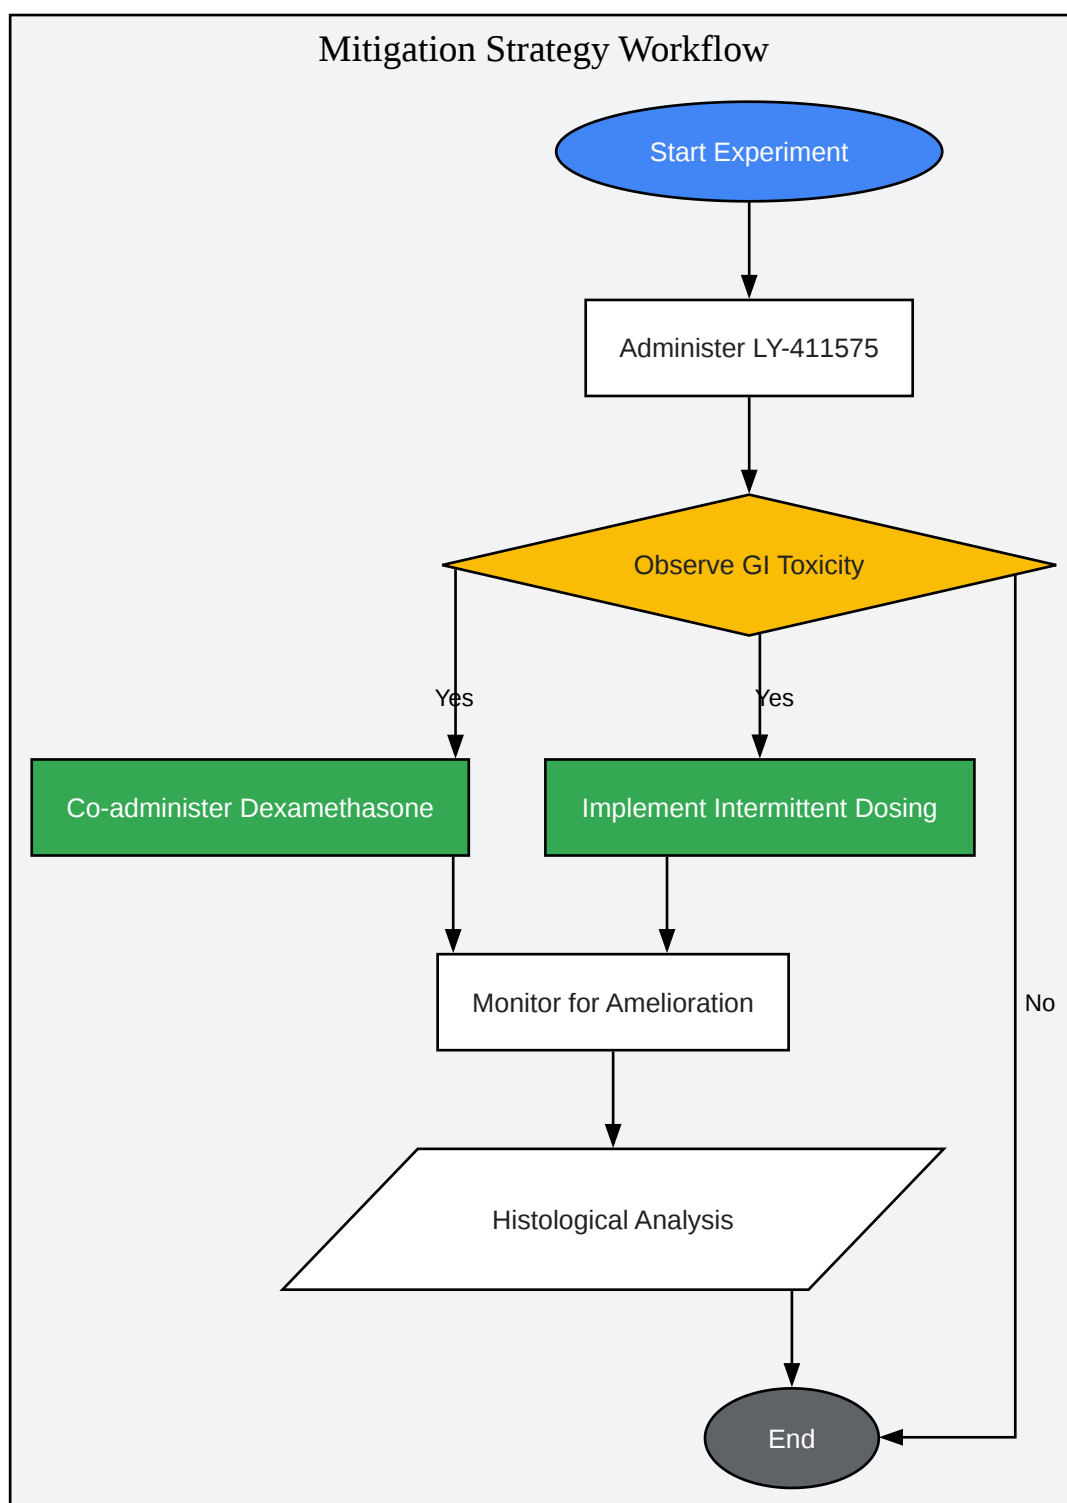 Mitigation Strategy Workflow
Start Experiment
Administer LY-411575
Observe GI Toxicity
Yes
Yes
Co-administer Dexamethasone
Implement Intermittent Dosing
Monitor for Amelioration
No
Histological Analysis
End